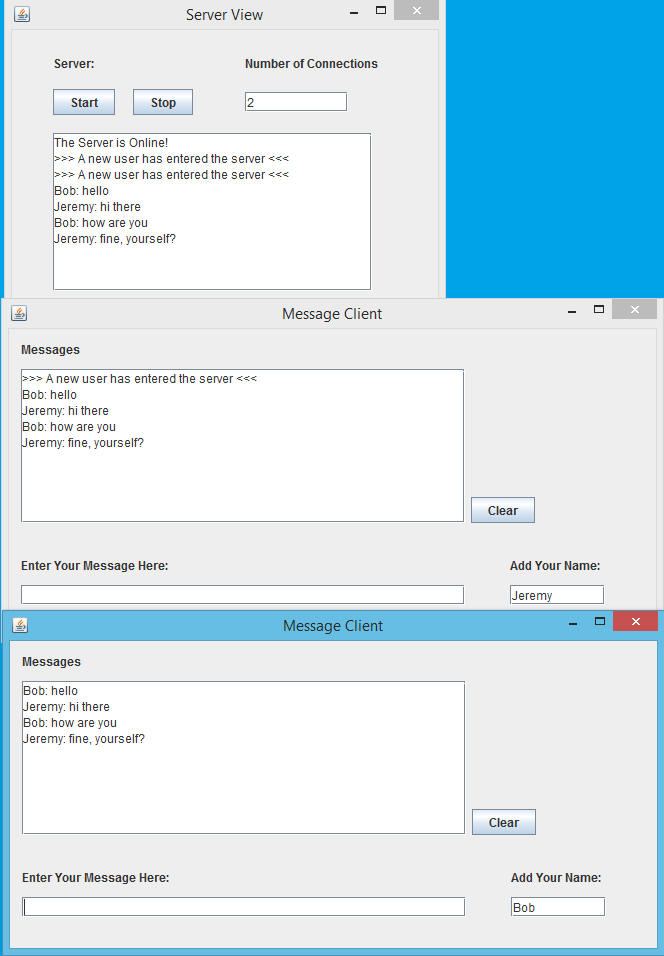 Server View
Server: Number of Connections
Start Stop 2
The Server is Online!
>>> A new user has entered the server <<<
>>> A new user has entered the server <<<
Bob: hello
Jeremy: hi there
Bob: how are you
Jeremy: fine, yourself?
Message Client
Messages
>>> A new user has entered the server <<<
Bob: hello
Jeremy: hi there
Bob: how are you
Jeremy: fine, yourself?
Clear
Enter Your Message Here: Add Your Name:
Jeremy
Message Client
Messages
Bob: hello
Jeremy: hi there
Bob: how are you
Jeremy: fine, yourself?
Clear
Enter Your Message Here: Add Your Name:
Bob